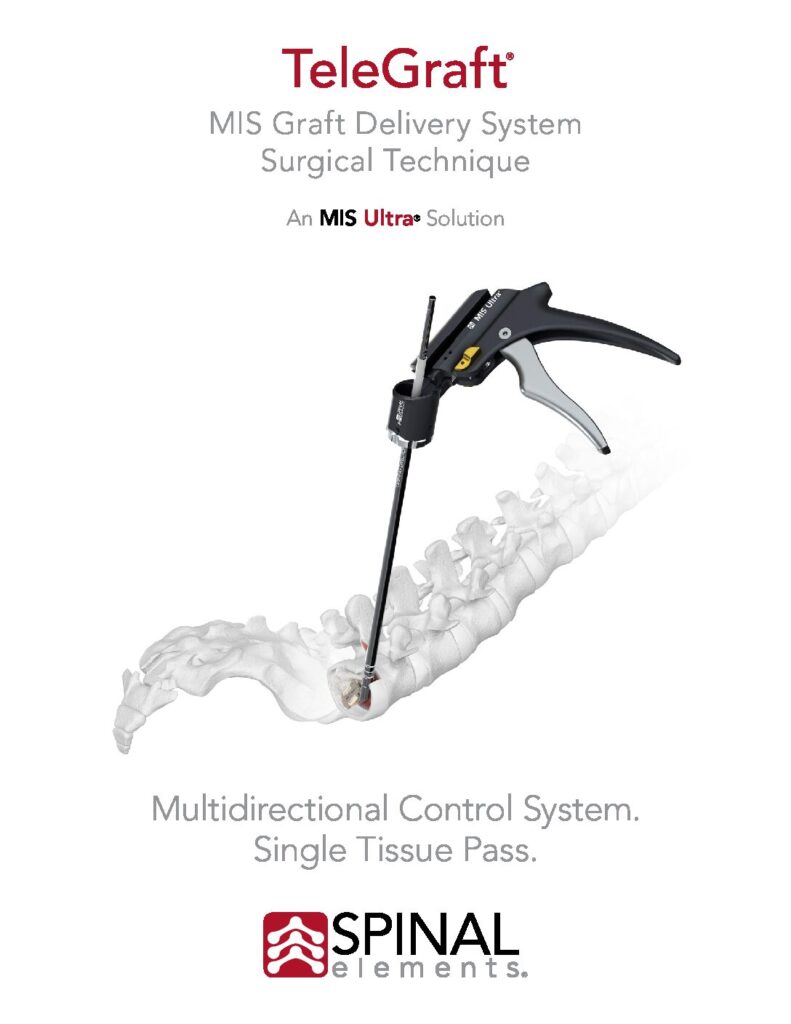 TeleGraft®
MIS Graft Delivery System
Surgical Technique
An MIS Ultra® Solution
MIS Ultra
SPINAL
Multidirectional Control System.
Single Tissue Pass.
SPINAL
elements®